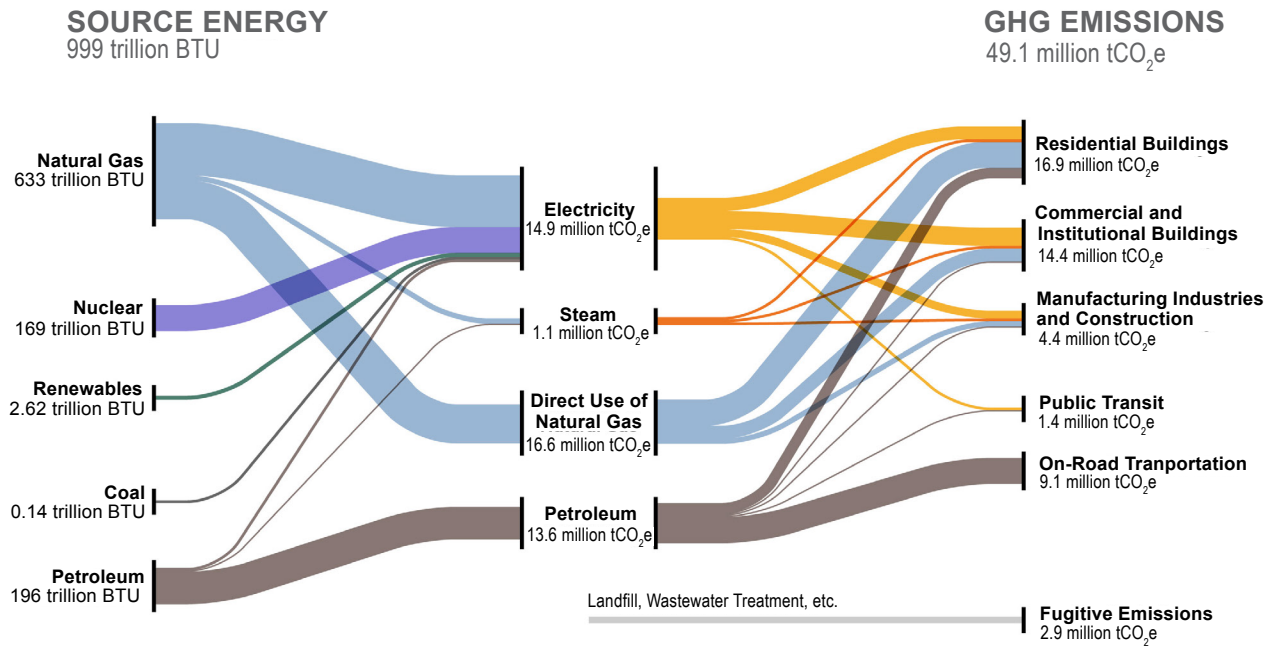 SOURCE ENERGY
999 trillion BTU
GHG EMISSIONS
49.1 million tCO₂e
Natural Gas
633 trillion BTU
Nuclear
169 trillion BTU
Renewables
2.62 trillion BTU
Coal
0.14 trillion BTU
Petroleum
196 trillion BTU
Electricity
14.9 million tCO₂e
Steam
1.1 million tCO₂e
Direct Use of
Natural Gas
16.6 million tCO₂e
Petroleum
13.6 million tCO₂e
Landfill, Wastewater Treatment, etc.
Residential Buildings
16.9 million tCO₂e
Commercial and
Institutional Buildings
14.4 million tCO₂e
Manufacturing Industries
and Construction
4.4 million tCO₂e
Public Transit
1.4 million tCO₂e
On-Road Tranportation
9.1 million tCO₂e
Fugitive Emissions
2.9 million tCO₂e